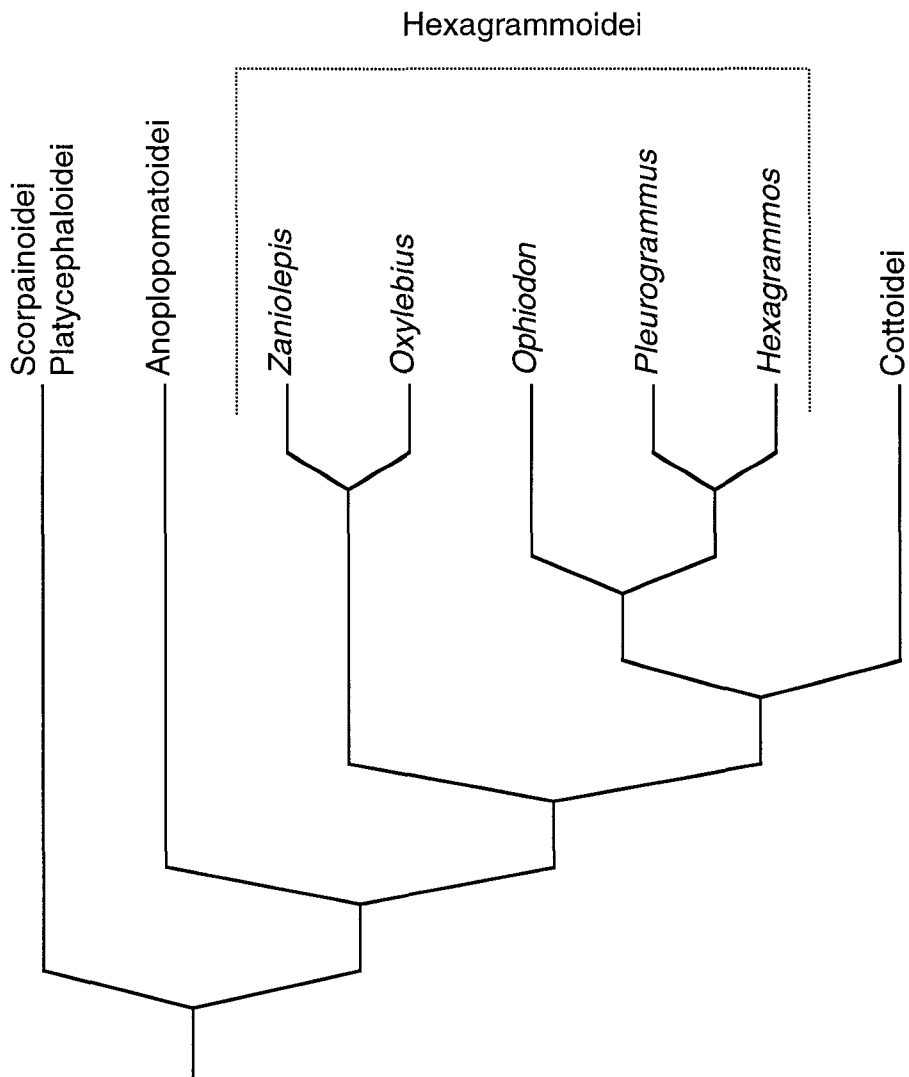 Hexagrammoidei
Scorpainoidei
Platycephaloidei
Anoplopomatoidei
Zaniolepis
Oxylebius
Ophiodon
Pleurogrammus
Hexagrammos
Cottoidei